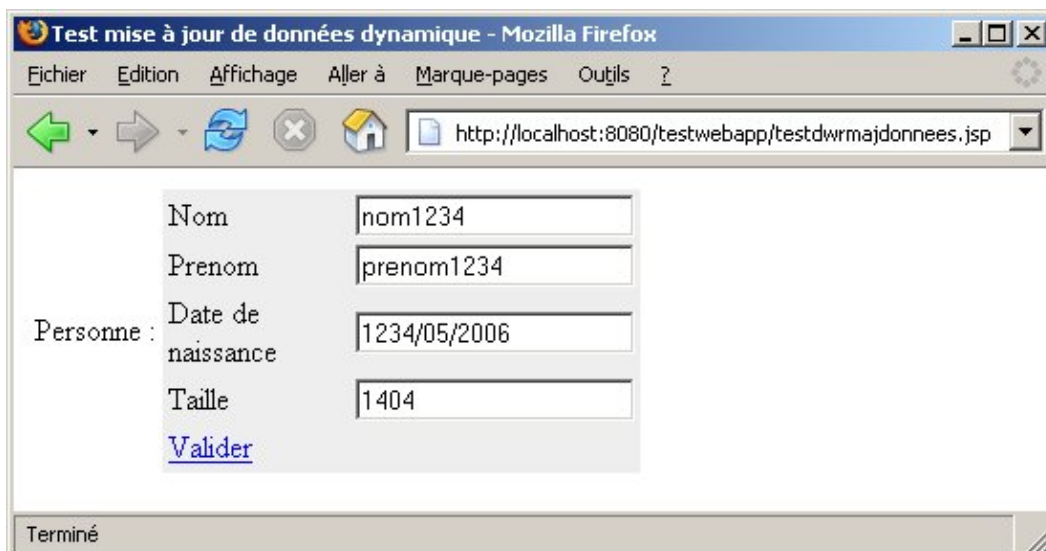 Test mise à jour de données dynamique - Mozilla Firefox
Fichier Edition Affichage Aller à Marque-pages Outils ?
http://localhost:8080/testwebapp/testdwrmajdonnees.jsp
Nom nom1234
Prenom prenom1234
Personne :
Date de
naissance
1234/05/2006
Taille 1404
Valider
Terminé